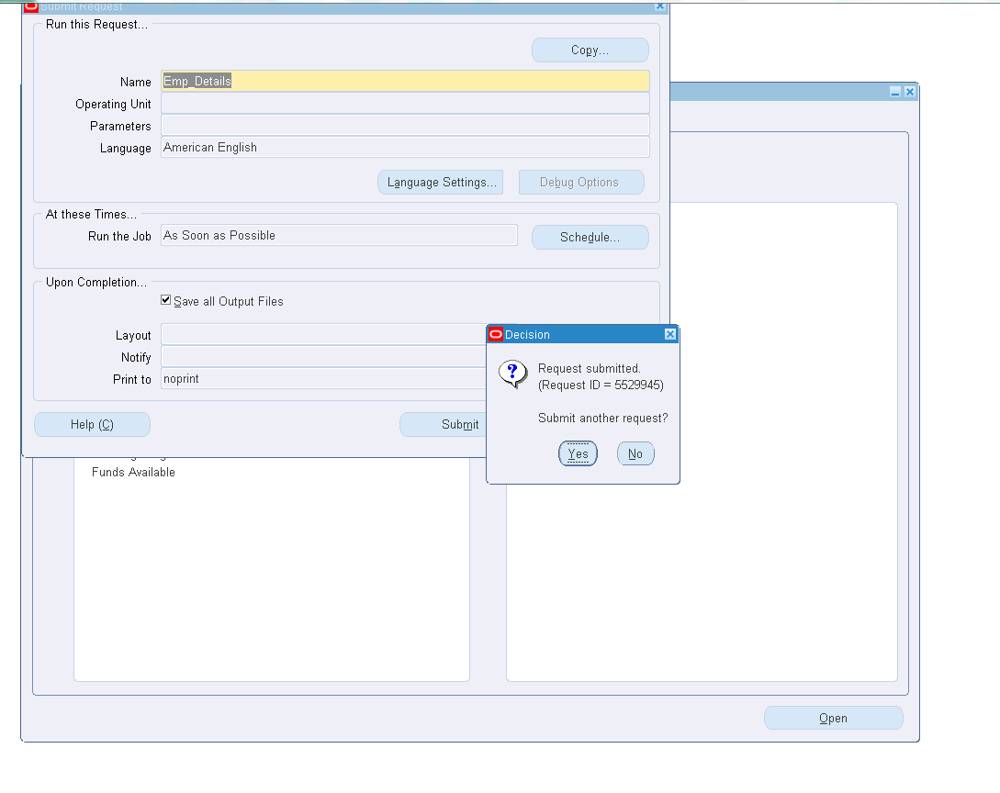 Submit Request
Run this Request...
Copy...
Name Emp_Details
Operating Unit
Parameters
Language American English
Language Settings... Debug Options
At these Times...
Run the Job As Soon as Possible Schedule...
Upon Completion...
Save all Output Files
Layout
Notify
Print to noprint
Help (C) Submit
Decision
Request submitted.
(Request ID = 5529945)
Submit another request?
Yes No
Funds Available
Open